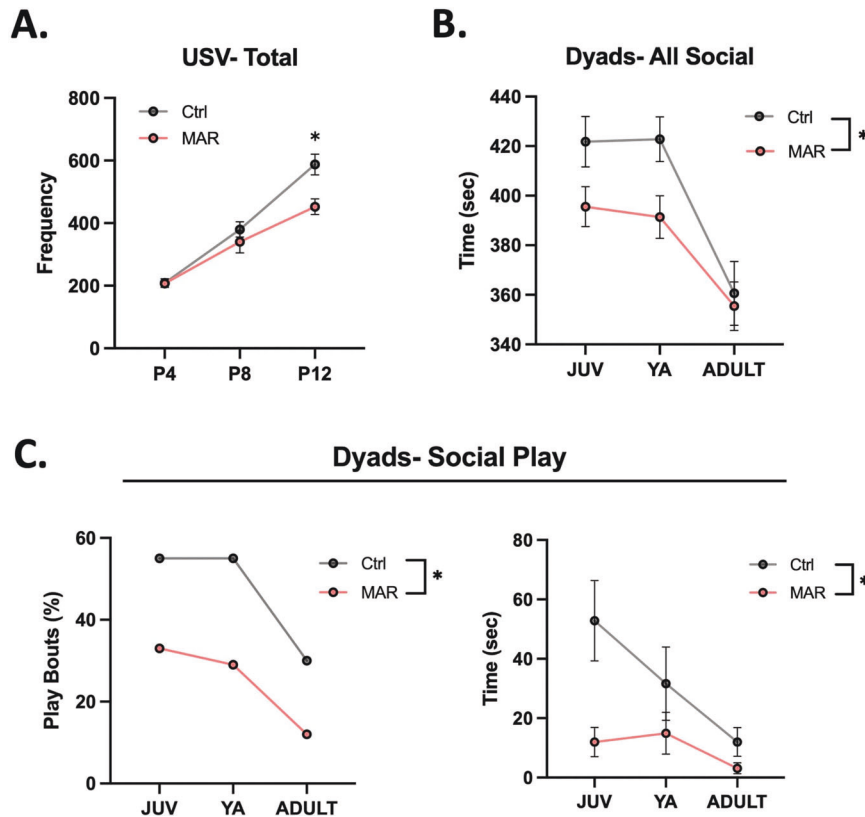 A.
USV- Total
800
600
400
200
0
Frequency
Ctrl
MAR
*
P4 P8 P12
B.
Dyads- All Social
440
420
400
380
360
340
Time (sec)
Ctrl
MAR
*
JUV YA ADULT
C.
Dyads- Social Play
60
40
20
0
Play Bouts (%)
Ctrl
MAR
*
JUV YA ADULT
80
60
40
20
0
Time (sec)
Ctrl
MAR
*
JUV YA ADULT